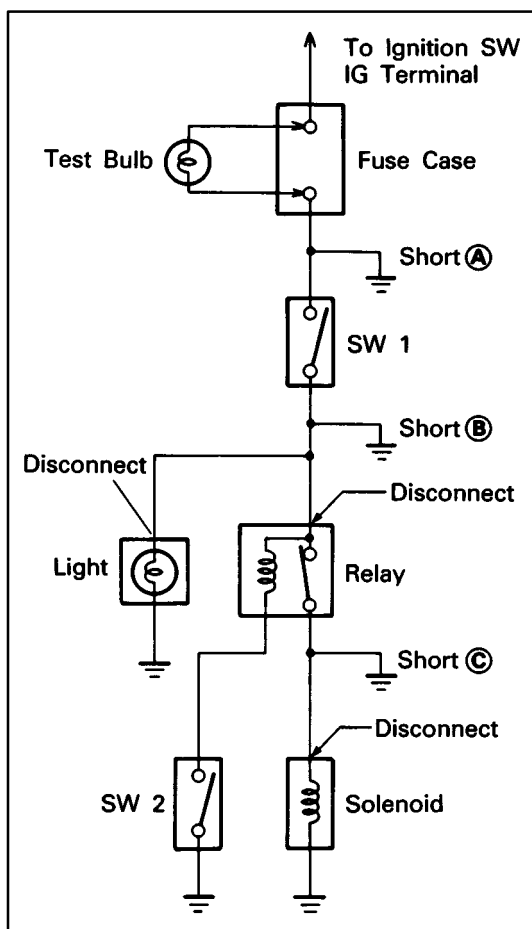 To Ignition SW
IG Terminal
Test Bulb
Fuse Case
Short Ⓐ
SW 1
Short Ⓑ
Disconnect
Disconnect
Light
Relay
Short Ⓒ
Disconnect
SW 2
Solenoid